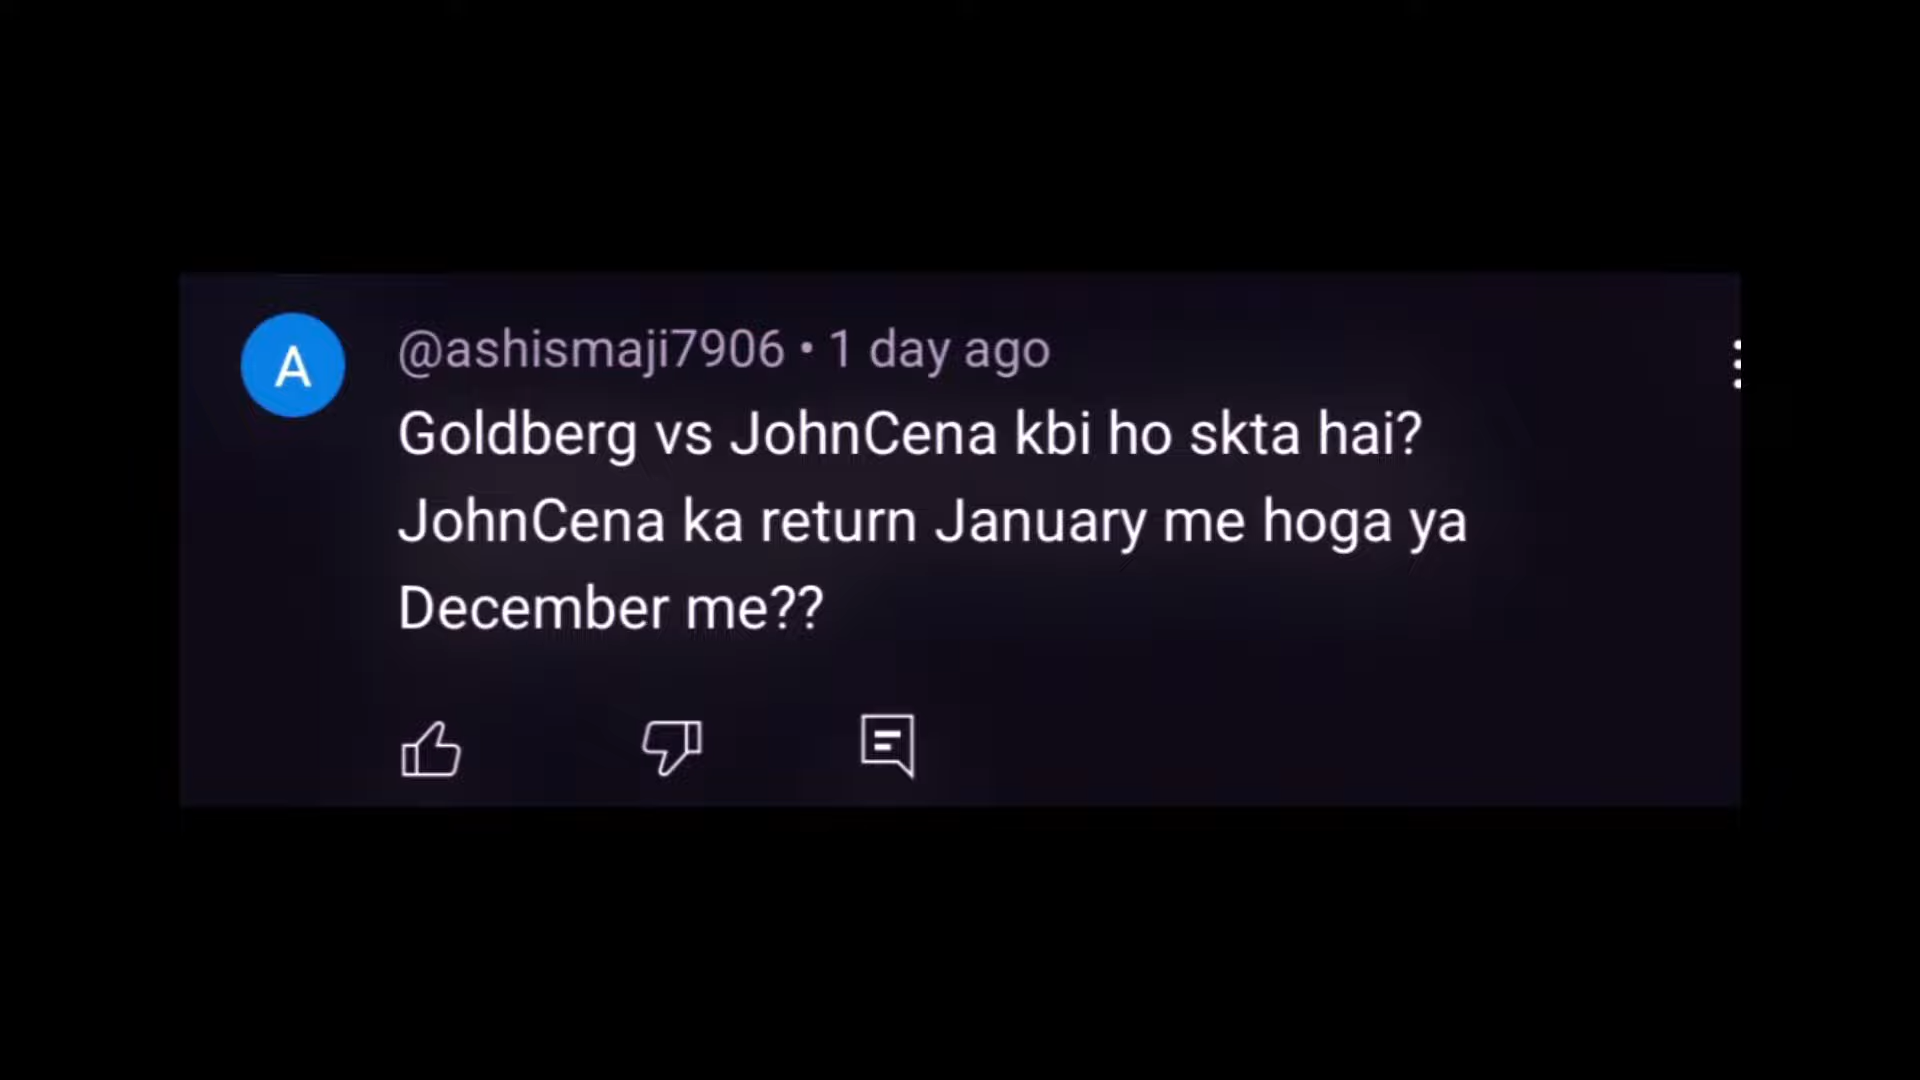 A
@ashismaji7906 • 1 day ago
Goldberg vs JohnCena kbi ho skta hai?
JohnCena ka return January me hoga ya
December me??